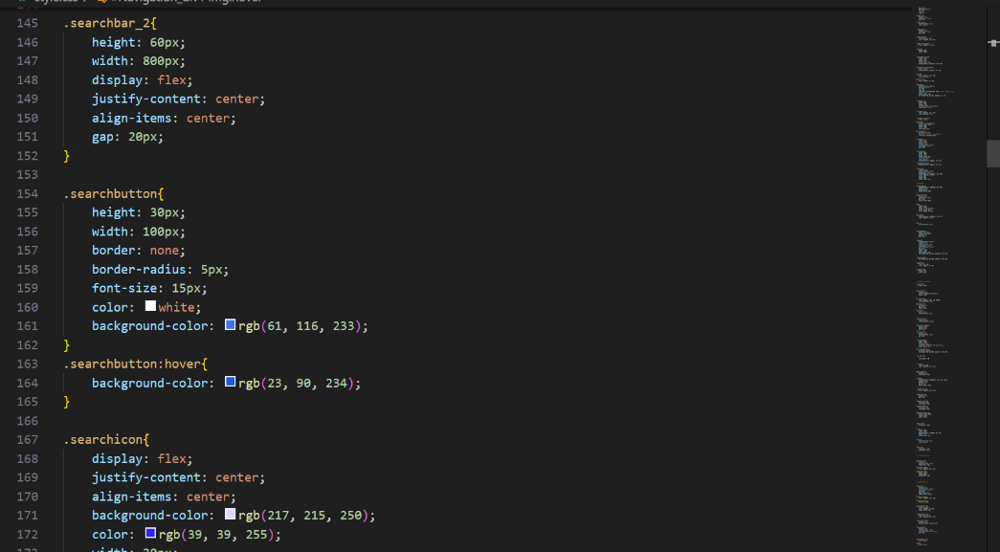 145 .searchbar_2{
146 height: 60px;
147 width: 800px;
148 display: flex;
149 justify-content: center;
150 align-items: center;
151 gap: 20px;
152 }
153
154 .searchbutton{
155 height: 30px;
156 width: 100px;
157 border: none;
158 border-radius: 5px;
159 font-size: 15px;
160 color: white;
161 background-color: rgb(61, 116, 233);
162 }
163 .searchbutton:hover{
164 background-color: rgb(23, 90, 234);
165 }
166
167 .searchicon{
168 display: flex;
169 justify-content: center;
170 align-items: center;
171 background-color: rgb(217, 215, 250);
172 color: rgb(39, 39, 255);